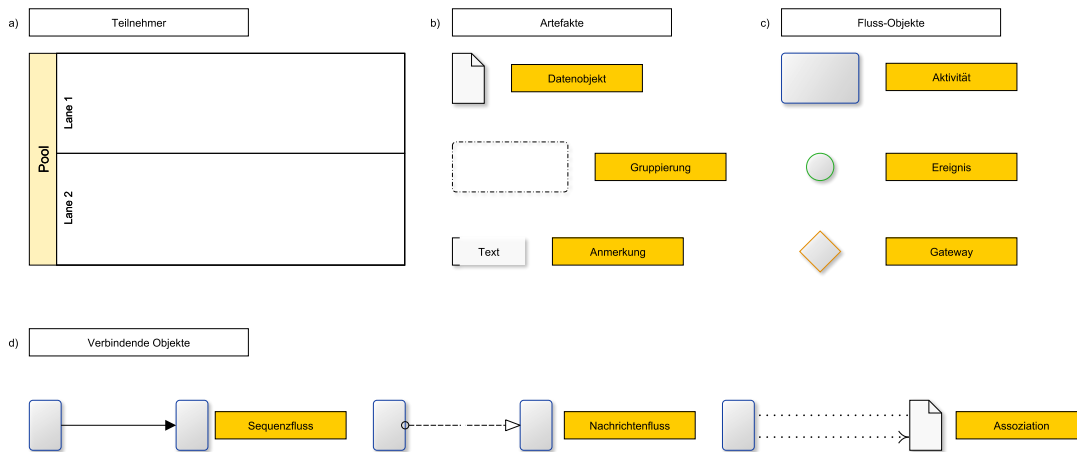 a)
Teilnehmer
Pool
Lane 1
Lane 2
b)
Artefakte
Datenobjekt
Gruppierung
Text
Anmerkung
c)
Fluss-Objekte
Aktivität
Ereignis
Gateway
d)
Verbindende Objekte
Sequenzfluss
Nachrichtenfluss
Assoziation